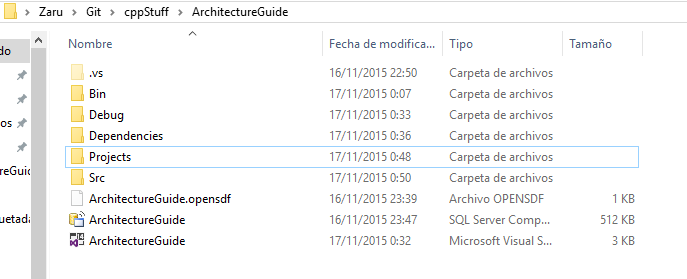 Zaru > Git > cppStuff > ArchitectureGuide
Nombre Fecha de modifica... Tipo Tamaño
.vs 16/11/2015 22:50 Carpeta de archivos
Bin 17/11/2015 0:07 Carpeta de archivos
Debug 17/11/2015 0:33 Carpeta de archivos
Dependencies 17/11/2015 0:36 Carpeta de archivos
Projects 17/11/2015 0:48 Carpeta de archivos
Src 17/11/2015 0:50 Carpeta de archivos
ArchitectureGuide.opensdf 16/11/2015 23:39 Archivo OPENSDF 1 KB
ArchitectureGuide 16/11/2015 23:47 SQL Server Comp... 512 KB
ArchitectureGuide 17/11/2015 0:32 Microsoft Visual S... 3 KB
do
os
reGuide
uetada